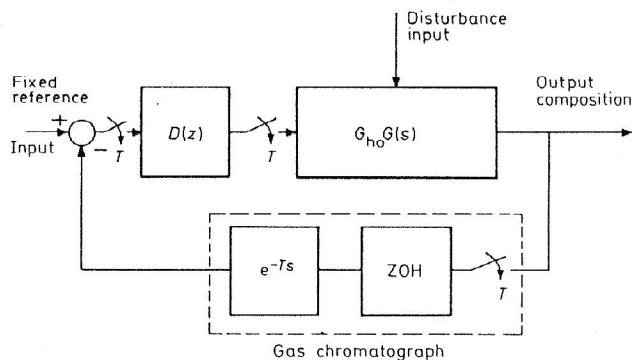 Disturbance
input
Fixed
reference
Output
composition
+
Input
−
T
D(z)
T
G_ho G(s)
e^−Ts
ZOH
T
Gas chromatograph